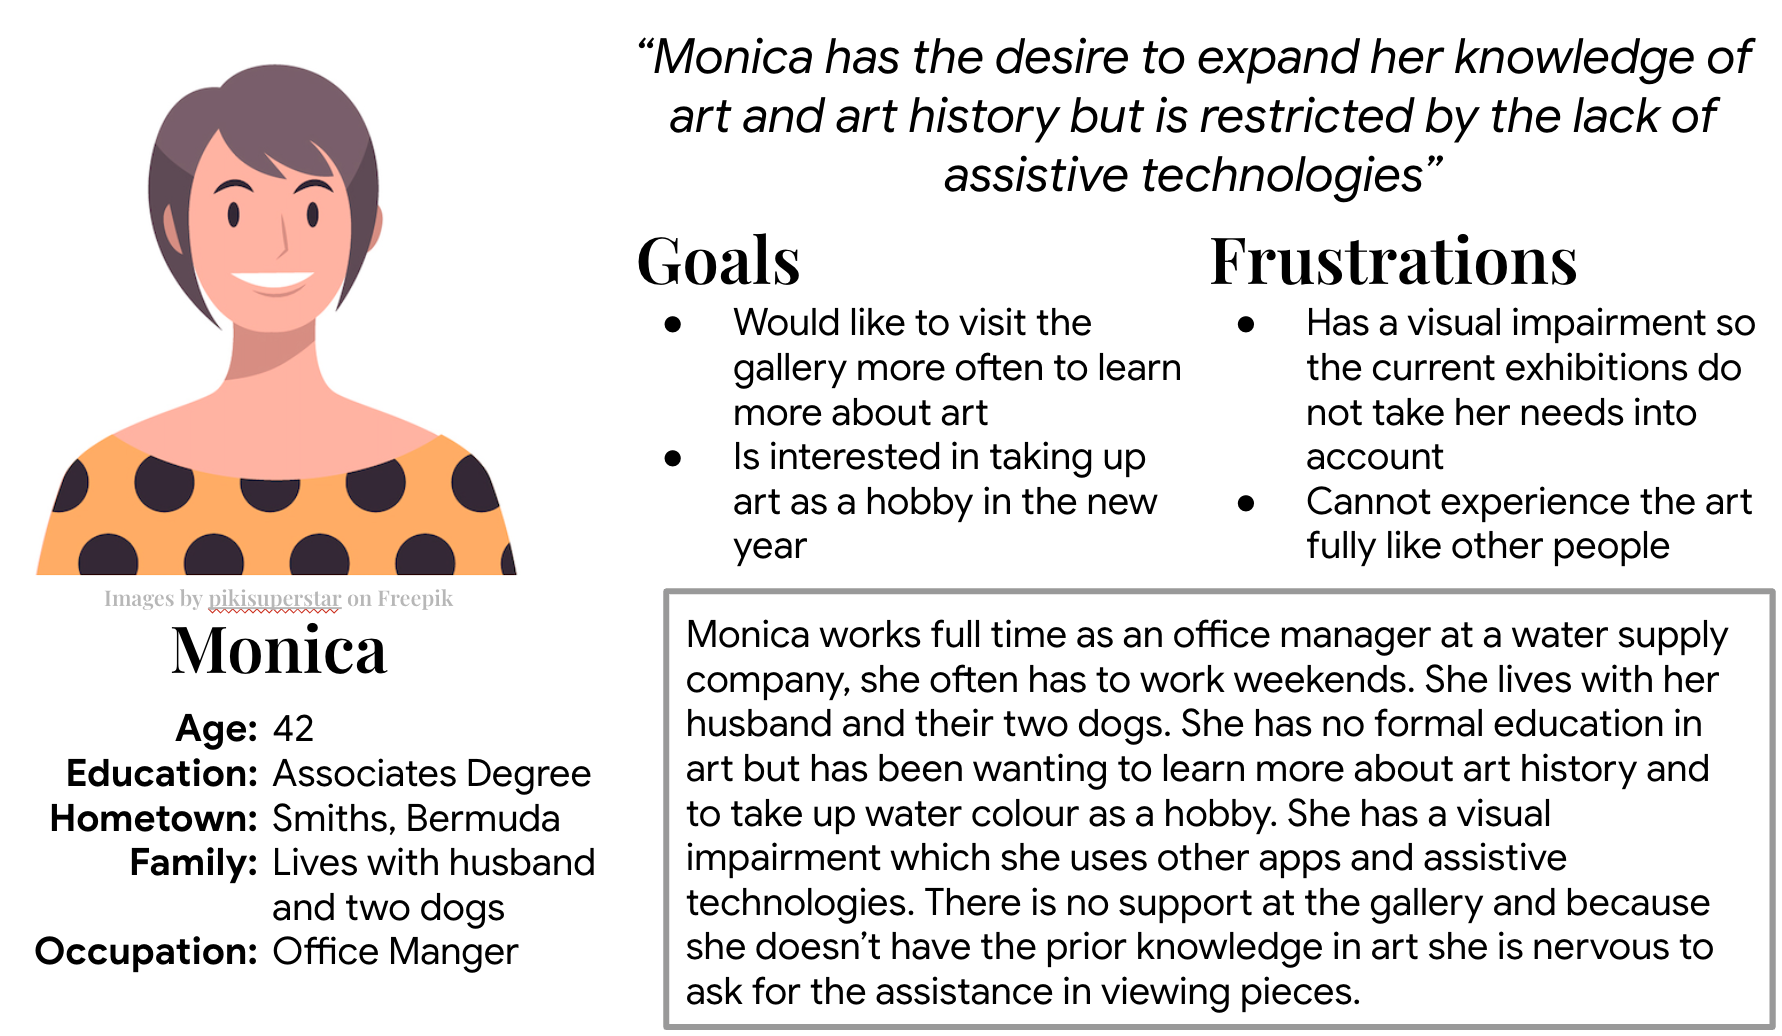 “Monica has the desire to expand her knowledge of
art and art history but is restricted by the lack of
assistive technologies”
Goals
● Would like to visit the
gallery more often to learn
more about art
● Is interested in taking up
art as a hobby in the new
year
Frustrations
● Has a visual impairment so
the current exhibitions do
not take her needs into
account
● Cannot experience the art
fully like other people
Images by pikisuperstar on Freepik
Monica
Age: 42
Education: Associates Degree
Hometown: Smiths, Bermuda
Family: Lives with husband
and two dogs
Occupation: Office Manger
Monica works full time as an office manager at a water supply
company, she often has to work weekends. She lives with her
husband and their two dogs. She has no formal education in
art but has been wanting to learn more about art history and
to take up water colour as a hobby. She has a visual
impairment which she uses other apps and assistive
technologies. There is no support at the gallery and because
she doesn’t have the prior knowledge in art she is nervous to
ask for the assistance in viewing pieces.